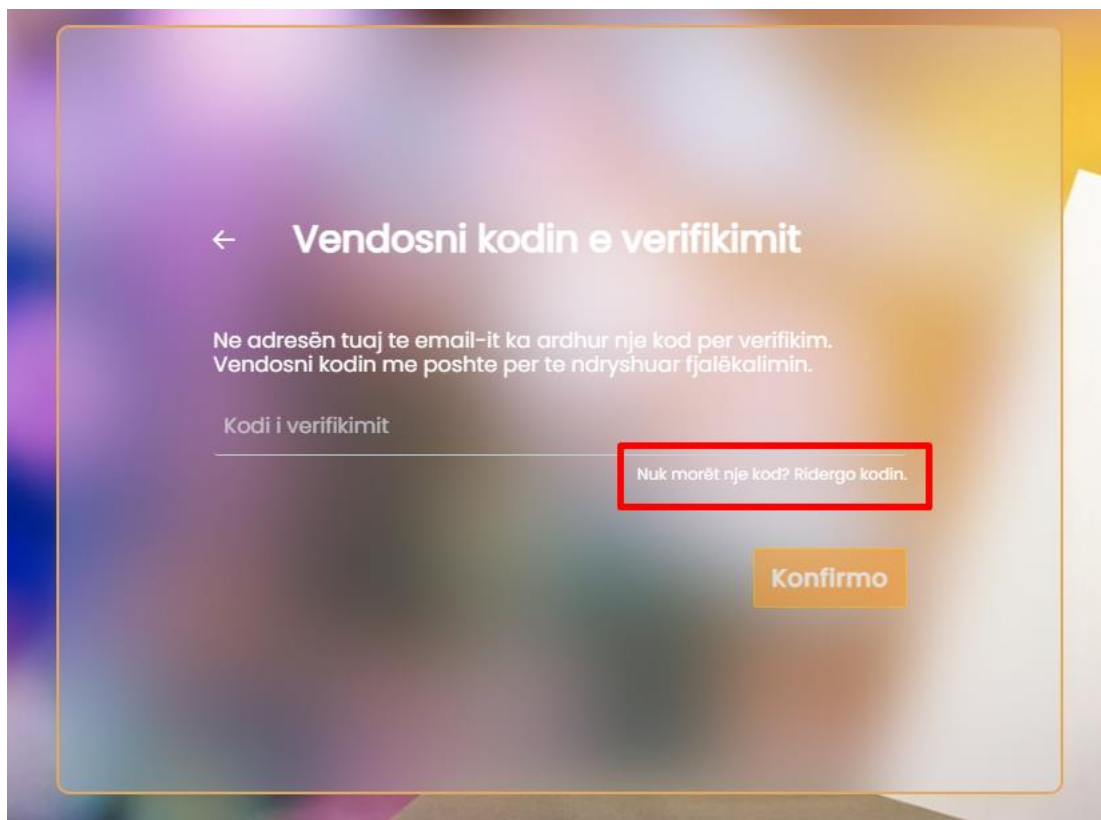 ← Vendosni kodin e verifikimit
Ne adresën tuaj te email-it ka ardhur nje kod per verifikim.
Vendosni kodin me poshte per te ndryshuar fjalëkalimin.
Kodi i verifikimit
Nuk morët nje kod? Ridergo kodin.
Konfirmo